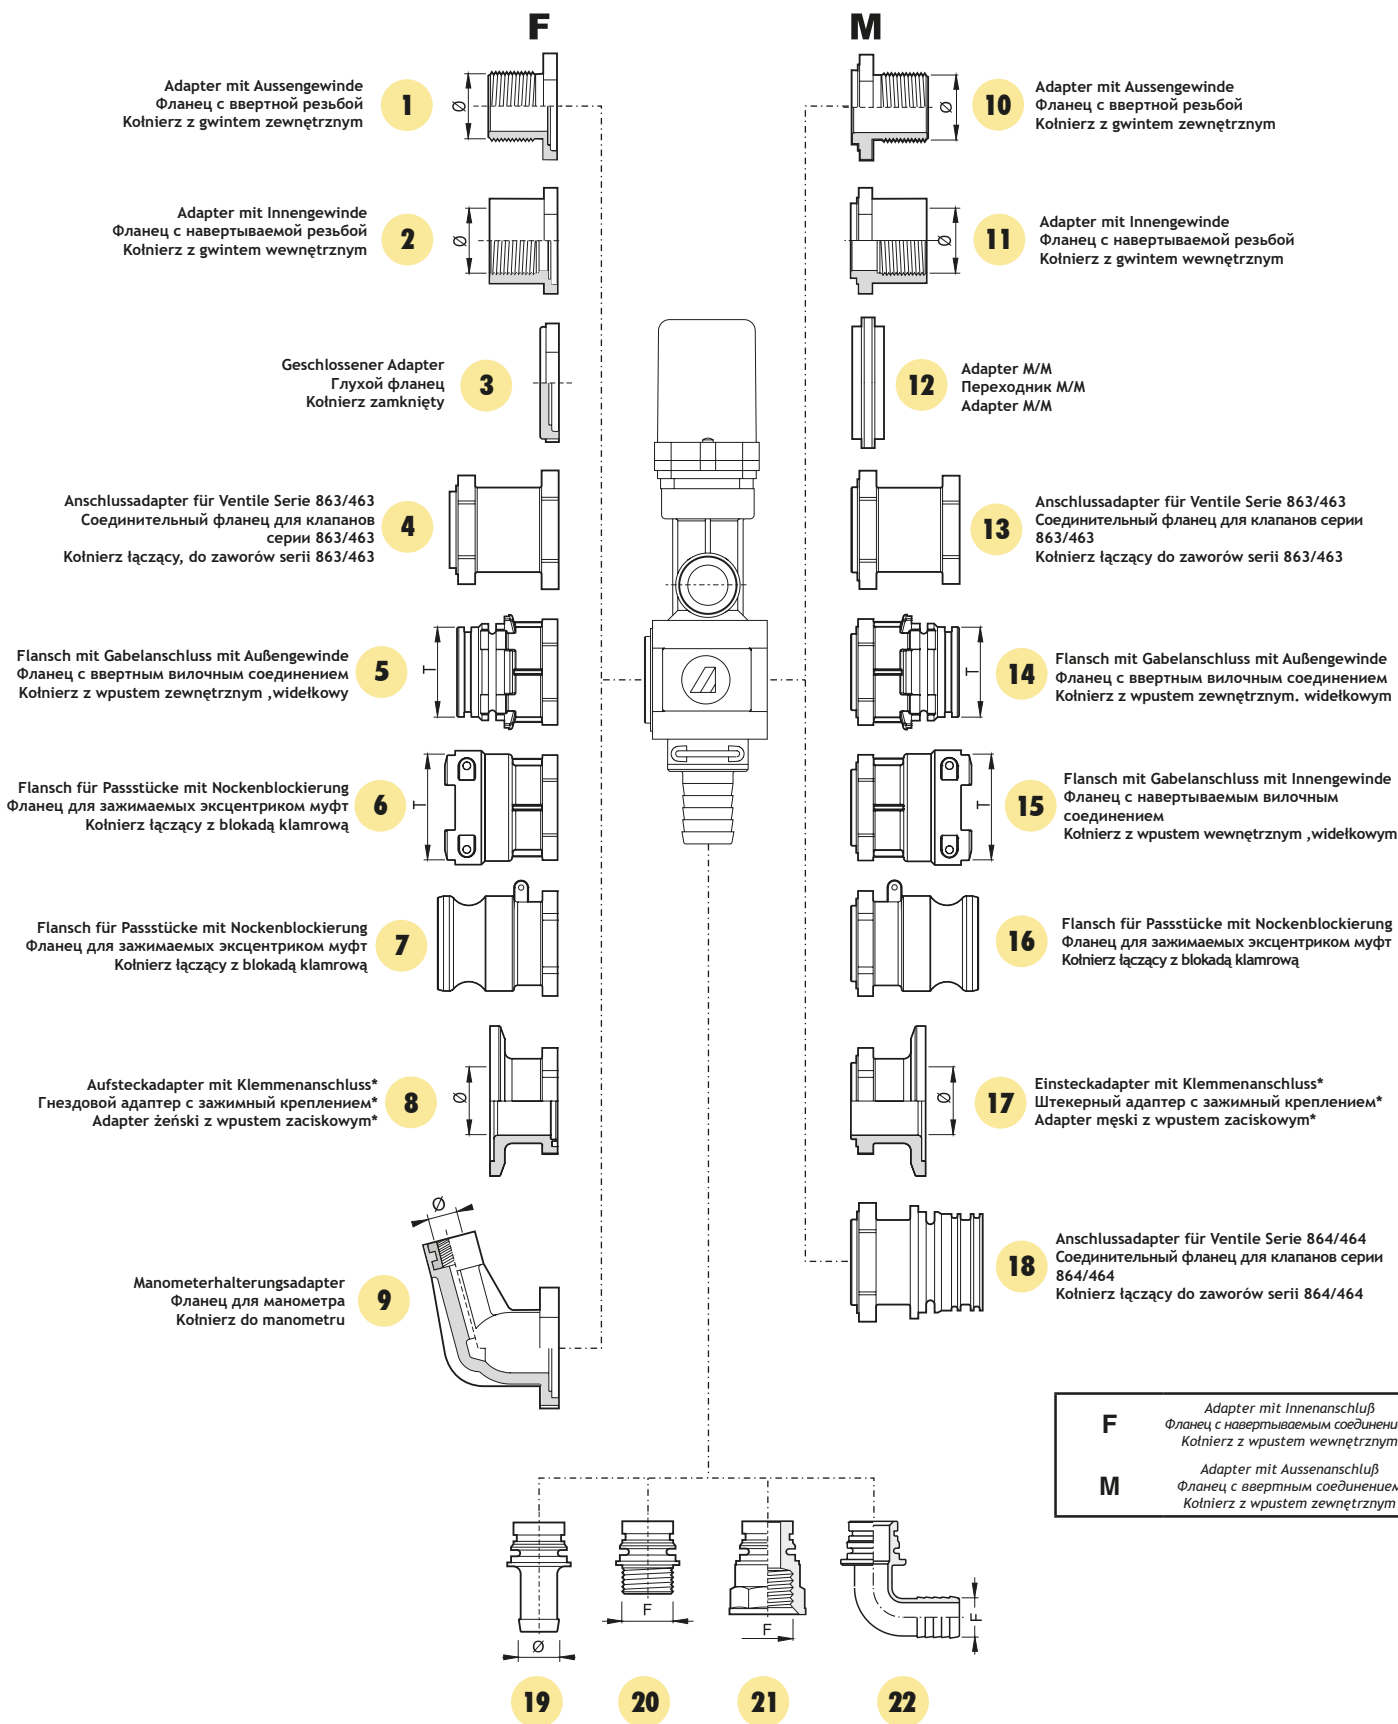 F
M
Adapter mit Aussengewinde
Фланец с ввертной резьбой
Kołnierz z gwintem zewnętrznym
1
Ø
Ø
10
Adapter mit Aussengewinde
Фланец с ввертной резьбой
Kołnierz z gwintem zewnętrznym
Adapter mit Innengewinde
Фланец с навертываемой резьбой
Kołnierz z gwintem wewnętrznym
2
Ø
Ø
11
Adapter mit Innengewinde
Фланец с навертываемой резьбой
Kołnierz z gwintem wewnętrznym
Geschlossener Adapter
Глухой фланец
Kołnierz zamknięty
3
12
Adapter M/M
Переходник M/M
Adapter M/M
Anschlussadapter für Ventile Serie 863/463
Соединительный фланец для клапанов
серии 863/463
Kołnierz łączący, do zaworów serii 863/463
4
13
Anschlussadapter für Ventile Serie 863/463
Соединительный фланец для клапанов серии
863/463
Kołnierz łączący do zaworów serii 863/463
Flansch mit Gabelanschluss mit Außengewinde
Фланец с ввертным вилочным соединением
Kołnierz z wpustem zewnętrznym ,widełkowy
5
T
T
14
Flansch mit Gabelanschluss mit Außengewinde
Фланец с ввертным вилочным соединением
Kołnierz z wpustem zewnętrznym. widełkowym
Flansch für Passstücke mit Nockenblockierung
Фланец для зажимаемых эксцентриком муфт
Kołnierz łączący z blokadą klamrową
6
T
T
15
Flansch mit Gabelanschluss mit Innengewinde
Фланец с навертываемым вилочным
соединением
Kołnierz z wpustem wewnętrznym ,widełkowym
Flansch für Passstücke mit Nockenblockierung
Фланец для зажимаемых эксцентриком муфт
Kołnierz łączący z blokadą klamrową
7
16
Flansch für Passstücke mit Nockenblockierung
Фланец для зажимаемых эксцентриком муфт
Kołnierz łączący z blokadą klamrową
Aufsteckadapter mit Klemmenanschluss*
Гнездовой адаптер с зажимный креплением*
Adapter żeński z wpustem zaciskowym*
8
Ø
Ø
17
Einsteckadapter mit Klemmenanschluss*
Штекерный адаптер с зажимный креплением*
Adapter męski z wpustem zaciskowym*
Manometerhalterungsadapter
Фланец для манометра
Kołnierz do manometru
9
Ø
18
Anschlussadapter für Ventile Serie 864/464
Соединительный фланец для клапанов серии
864/464
Kołnierz łączący do zaworów serii 864/464
F
Adapter mit Innenanschluß
Фланец с навертываемым соединени
Kołnierz z wpustem wewnętrznym
M
Adapter mit Aussenanschluß
Фланец с ввертным соединением
Kołnierz z wpustem zewnętrznym
Ø
F
F
F
19
20
21
22